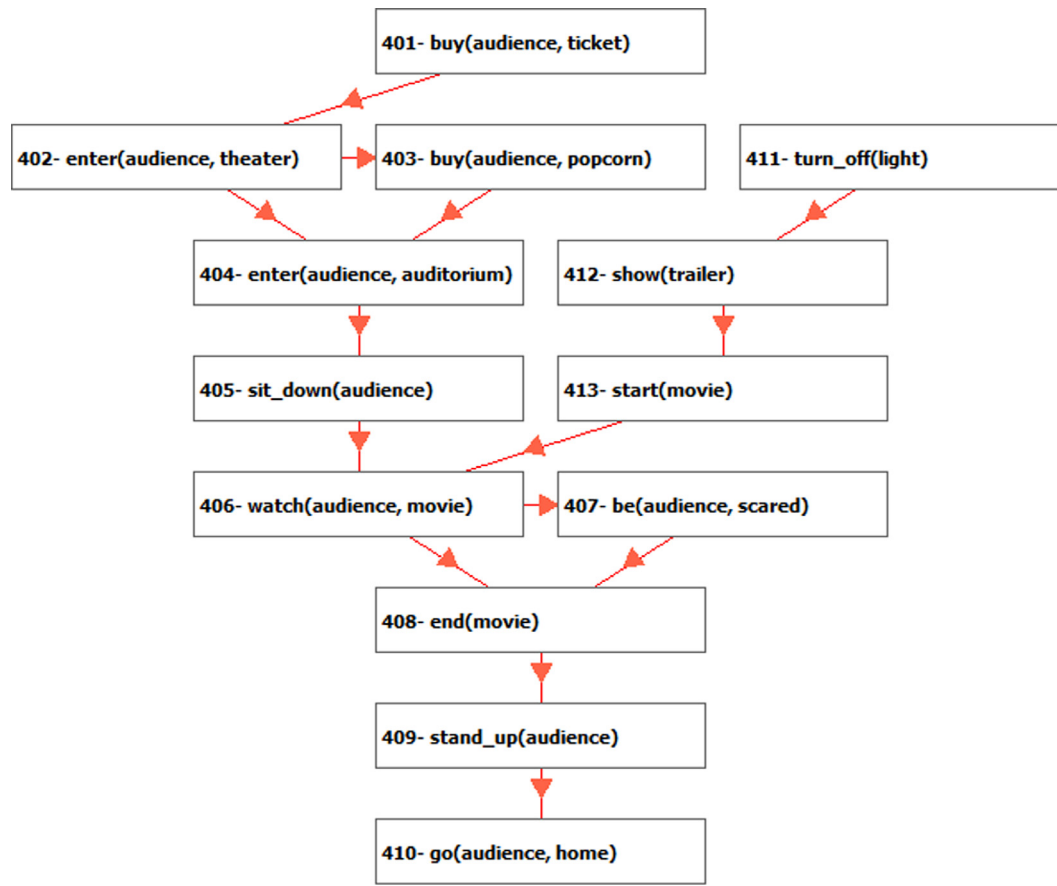 401- buy(audience, ticket)
402- enter(audience, theater)
403- buy(audience, popcorn)
411- turn_off(light)
404- enter(audience, auditorium)
412- show(trailer)
405- sit_down(audience)
413- start(movie)
406- watch(audience, movie)
407- be(audience, scared)
408- end(movie)
409- stand_up(audience)
410- go(audience, home)